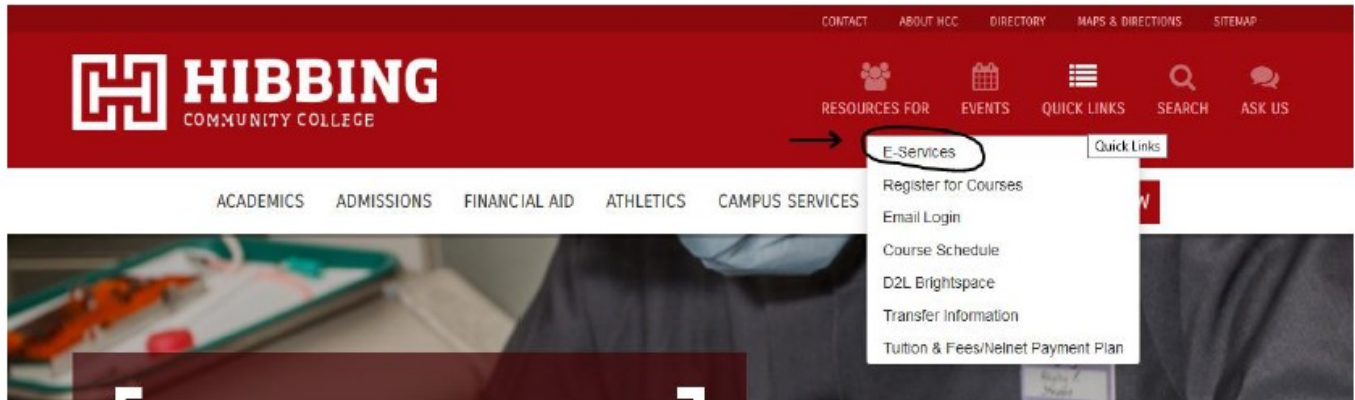 CONTACT ABOUT HCC DIRECTORY MAPS & DIRECTIONS SITEMAP
HIBBING
COMMUNITY COLLEGE
RESOURCES FOR EVENTS QUICK LINKS SEARCH ASK US
E-Services
Quick Links
Register for Courses
Email Login
Course Schedule
D2L Brightspace
Transfer Information
Tuition & Fees/Nelnet Payment Plan
ACADEMICS ADMISSIONS FINANCIAL AID ATHLETICS CAMPUS SERVICES